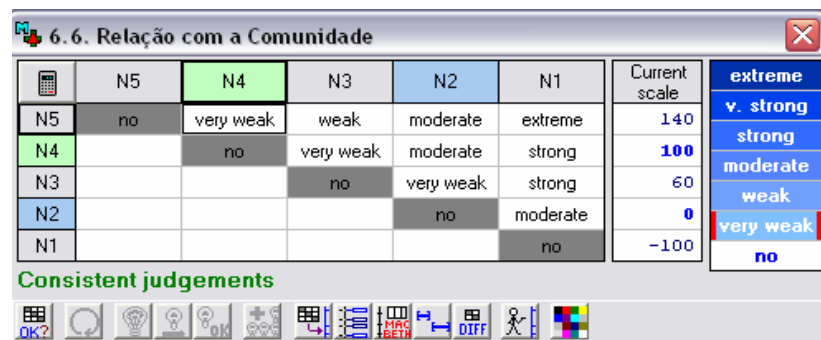 6.6. Relação com a Comunidade
N5 N4 N3 N2 N1 Current scale
N5 no very weak weak moderate extreme 140
N4 no very weak moderate strong 100
N3 no very weak strong 60
N2 no moderate 0
N1 no -100
extreme
v. strong
strong
moderate
weak
very weak
no
Consistent judgements
OK? OK MAC BETH DIFF